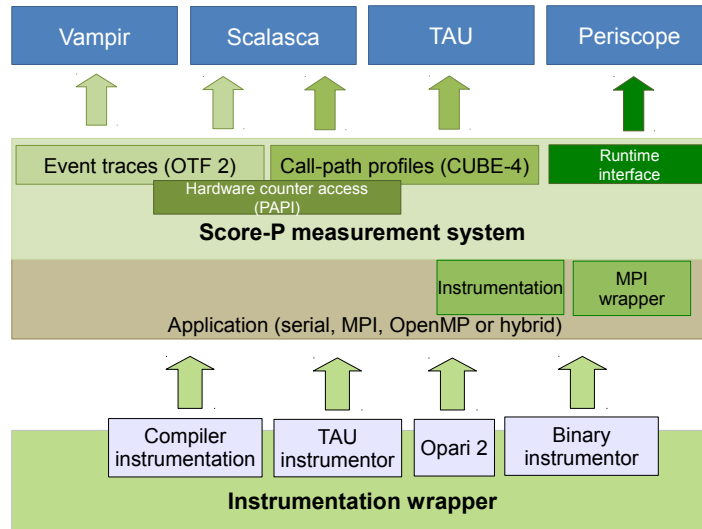 Vampir
Scalasca
TAU
Periscope
Event traces (OTF 2)
Call-path profiles (CUBE-4)
Runtime
interface
Hardware counter access
(PAPI)
Score-P measurement system
Instrumentation
MPI
wrapper
Application (serial, MPI, OpenMP or hybrid)
Compiler
instrumentation
TAU
instrumentor
Opari 2
Binary
instrumentor
Instrumentation wrapper